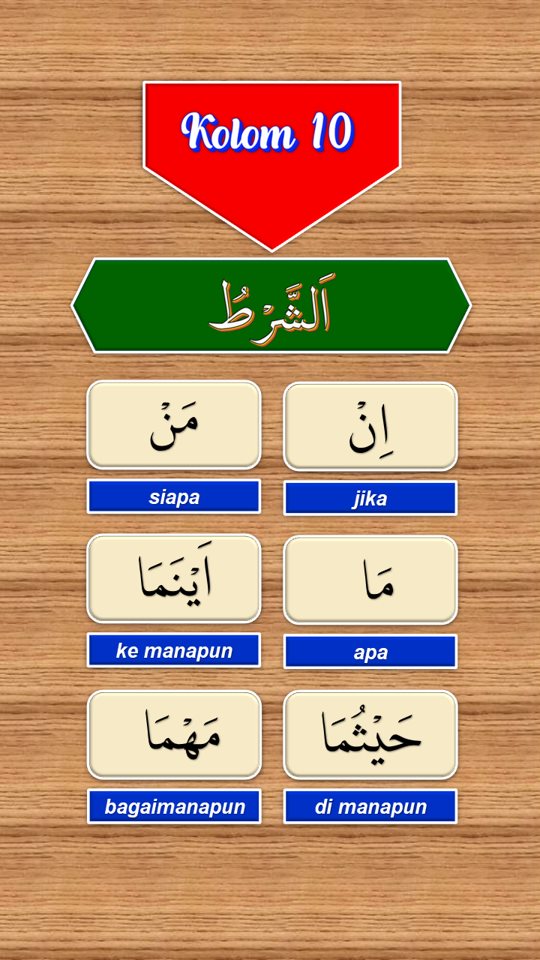 Kolom 10
اَلشَّرْطُ
اِنْ
مَنْ
jika
siapa
مَا
اَيْنَمَا
apa
ke manapun
حَيْثُمَا
مَهْمَا
di manapun
bagaimanapun